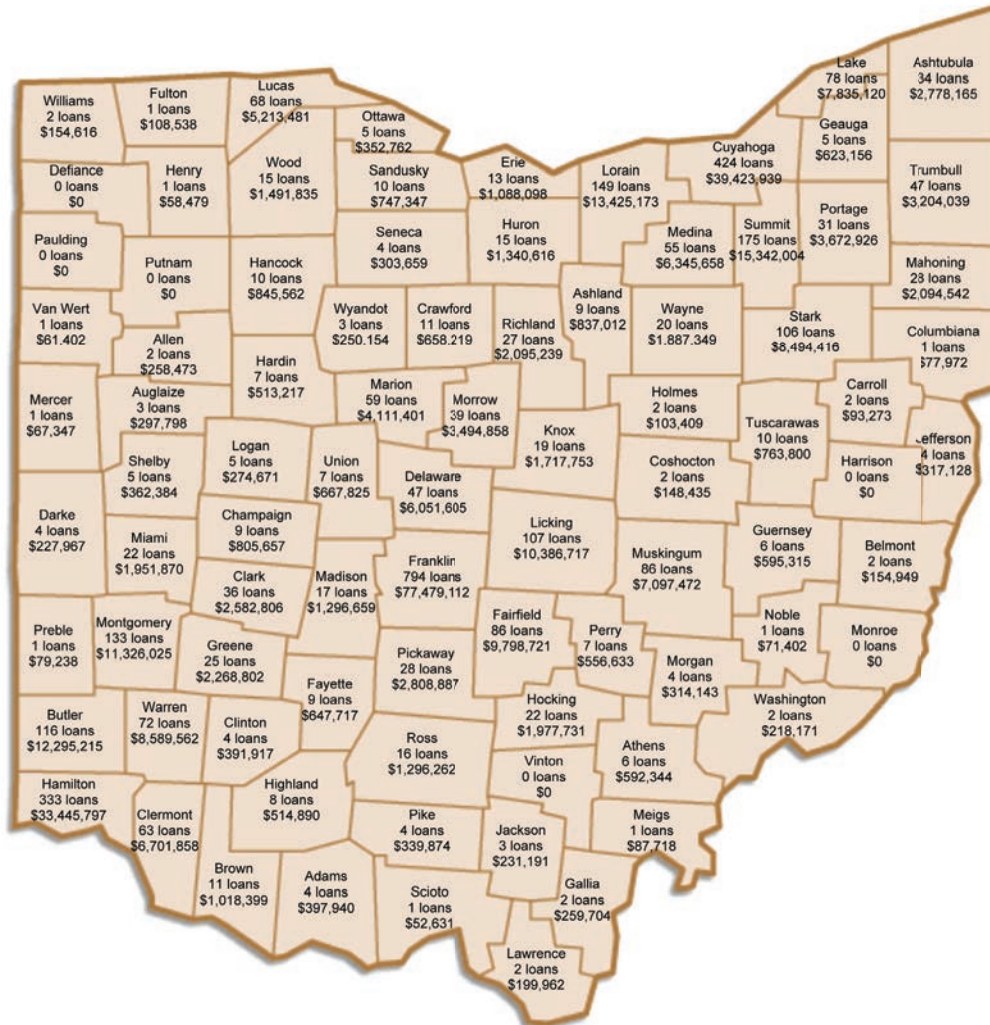 Williams
2 loans
$154,616
Fulton
1 loans
$108,538
Lucas
68 loans
$5,213,481
Ottawa
5 loans
$352,762
Lake
78 loans
$7,835,120
Ashtubula
34 loans
$2,778,165
Geauga
5 loans
$623,156
Cuyahoga
424 loans
$39,423,939
Defiance
0 loans
$0
Henry
1 loans
$58,479
Wood
15 loans
$1,491,835
Sandusky
10 loans
$747,347
Erie
13 loans
$1,088,098
Lorain
149 loans
$13,425,173
Trumbull
47 loans
$3,204,039
Paulding
0 loans
$0
Putnam
0 loans
$0
Hancock
10 loans
$845,562
Seneca
4 loans
$303,659
Huron
15 loans
$1,340,616
Medina
55 loans
$6,345,658
Summit
175 loans
$15,342,004
Portage
31 loans
$3,672,926
Mahoning
28 loans
$2,094,542
Van Wert
1 loans
$61.402
Allen
2 loans
$258,473
Hardin
7 loans
$513,217
Wyandot
3 loans
$250.154
Crawford
11 loans
$658.219
Richland
27 loans
$2,095,239
Ashland
9 loans
$837,012
Wayne
20 loans
$1.887.349
Stark
106 loans
$8,494,416
Columbiana
1 loans
$77,972
Mercer
1 loans
$67,347
Auglaize
3 loans
$297,798
Marion
59 loans
$4,111,401
Morrow
39 loans
$3,494,858
Knox
19 loans
$1,717,753
Holmes
2 loans
$103,409
Tuscarawas
10 loans
$763,800
Carroll
2 loans
$93,273
Jefferson
4 loans
$317,128
Shelby
5 loans
$362,384
Logan
5 loans
$274,671
Union
7 loans
$667,825
Delaware
47 loans
$6,051,605
Coshocton
2 loans
$148,435
Harrison
0 loans
$0
Darke
4 loans
$227,967
Miami
22 loans
$1,951,870
Champaign
9 loans
$805,657
Clark
36 loans
$2,582,806
Madison
17 loans
$1,296,659
Franklin
794 loans
$77,479,112
Licking
107 loans
$10,386,717
Muskingum
86 loans
$7,097,472
Guernsey
6 loans
$595,315
Belmont
2 loans
$154,949
Preble
1 loans
$79,238
Montgomery
133 loans
$11,326,025
Greene
25 loans
$2,268,802
Fayette
9 loans
$647,717
Pickaway
28 loans
$2,808,887
Fairfield
86 loans
$9,798,721
Perry
7 loans
$556,633
Morgan
4 loans
$314,143
Noble
1 loans
$71,402
Monroe
0 loans
$0
Washington
2 loans
$218,171
Butler
116 loans
$12,295,215
Warren
72 loans
$8,589,562
Clinton
4 loans
$391,917
Ross
16 loans
$1,296,262
Hocking
22 loans
$1,977,731
Vinton
0 loans
$0
Athens
6 loans
$592,344
Hamilton
333 loans
$33,445,797
Clermont
63 loans
$6,701,858
Highland
8 loans
$514,890
Pike
4 loans
$339,874
Jackson
3 loans
$231,191
Meigs
1 loans
$87,718
Brown
11 loans
$1,018,399
Adams
4 loans
$397,940
Scioto
1 loans
$52,631
Gallia
2 loans
$259,704
Lawrence
2 loans
$199,962